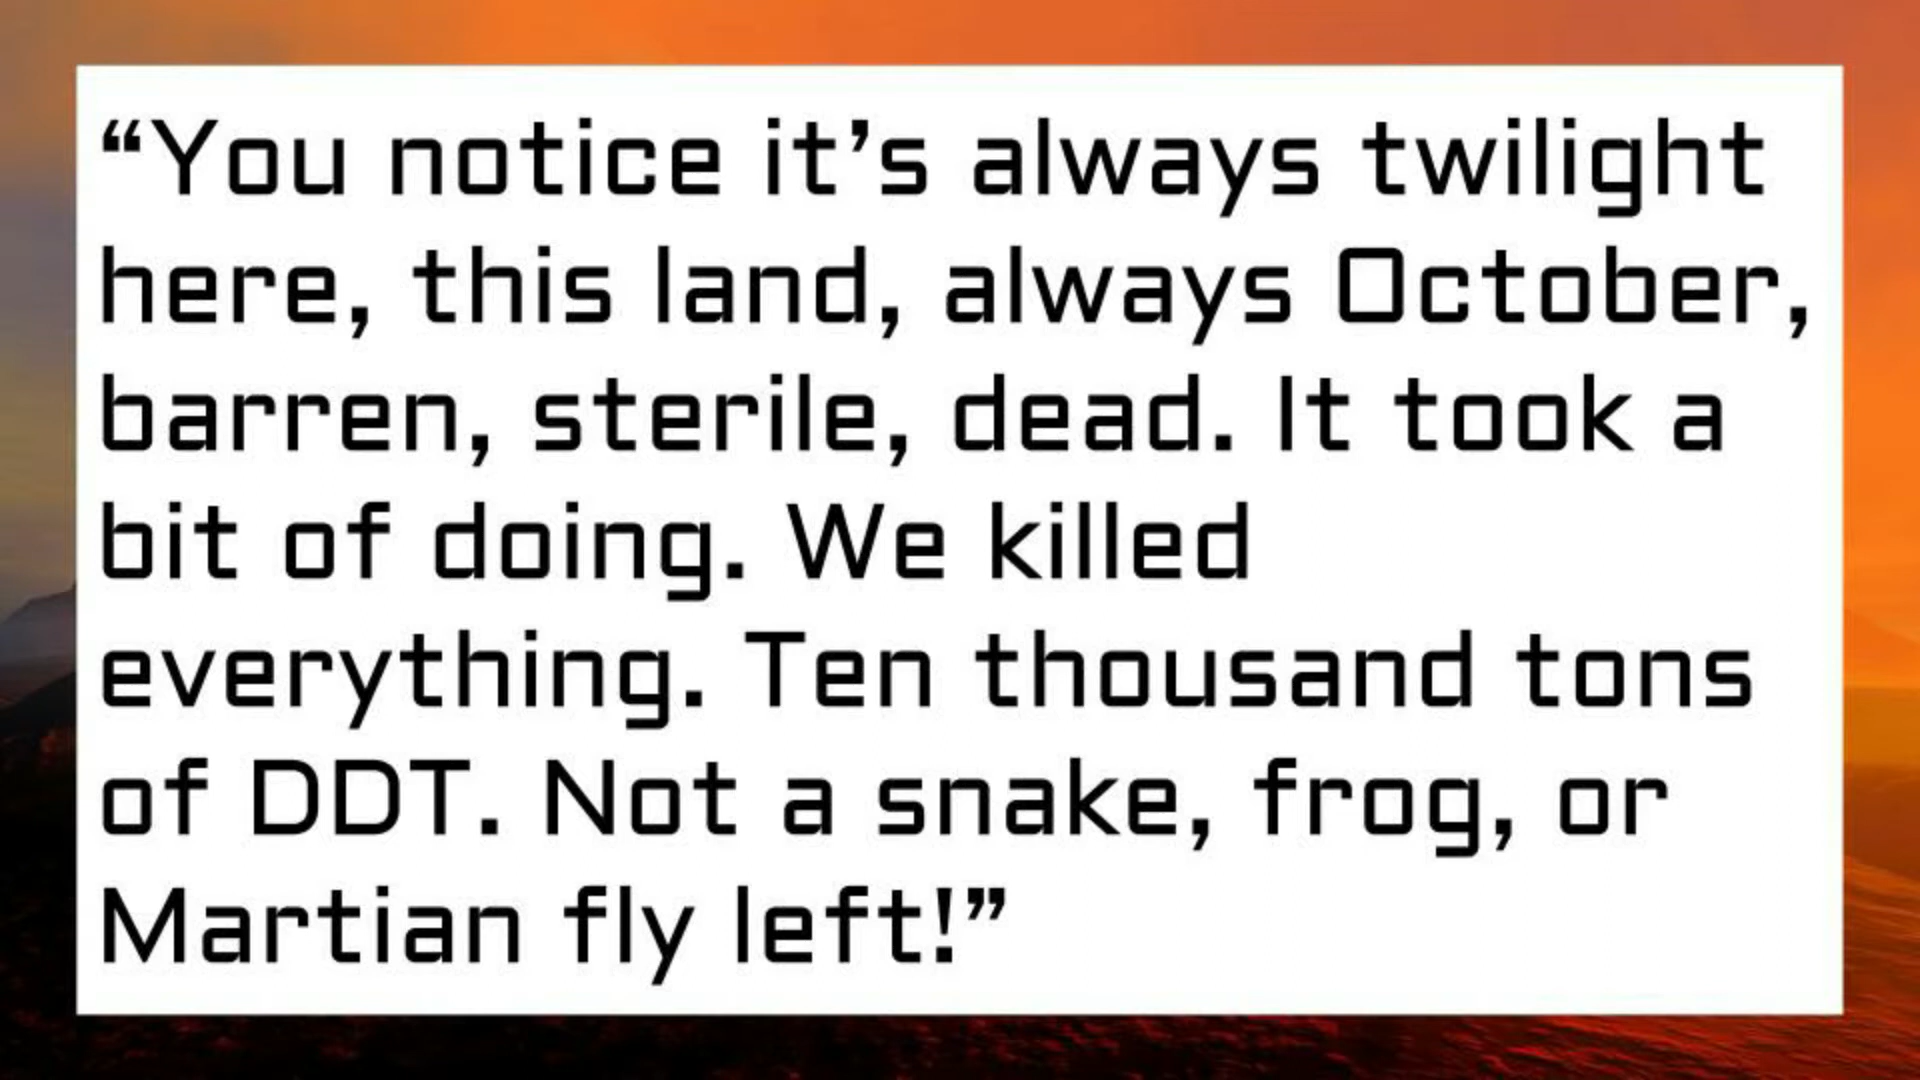 “You notice it’s always twilight
here, this land, always October,
barren, sterile, dead. It took a
bit of doing. We killed
everything. Ten thousand tons
of DDT. Not a snake, frog, or
Martian fly left!”